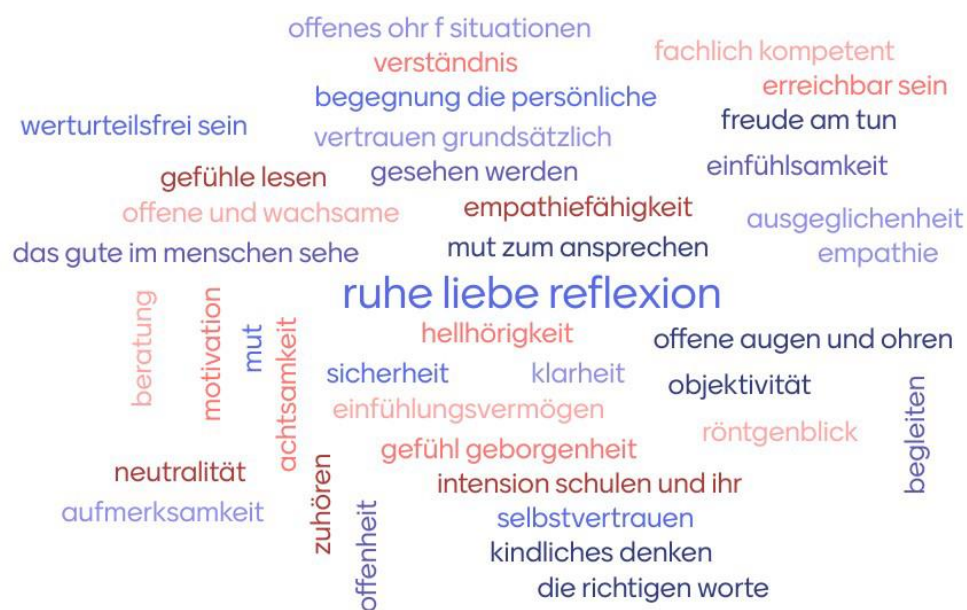 offenes ohr f situationen
fachlich kompetent
verständnis
erreichbar sein
begegnung die persönliche
werturteilsfrei sein
freude am tun
vertrauen grundsätzlich
gefühle lesen
gesehen werden
einfühlsamkeit
offene und wachsame
empathiefähigkeit
ausgeglichenheit
das gute im menschen sehe
mut zum ansprechen
empathie
ruhe liebe reflexion
beratung
motivation
mut
achtsamkeit
hellhörigkeit
offene augen und ohren
sicherheit
klarheit
objektivität
einfühlungsvermögen
röntgenblick
begleiten
gefühl geborgenheit
neutralität
intension schulen und ihr
aufmerksamkeit
zuhören
offenheit
selbstvertrauen
kindliches denken
die richtigen worte